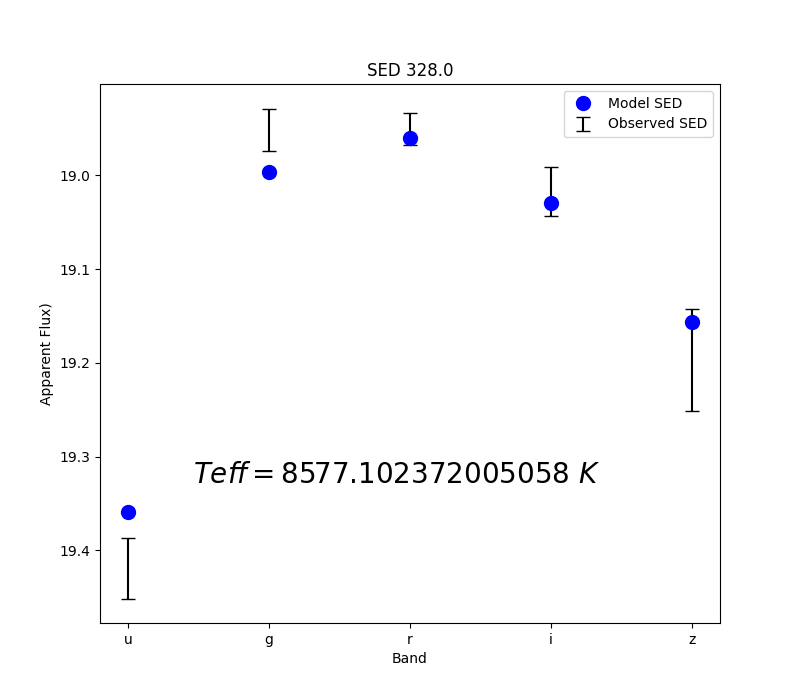 SED 328.0
Model SED
Observed SED
19.0
19.1
19.2
19.3
19.4
Apparent Flux)
Teff = 8577.102372005058 K
u g r i z
Band